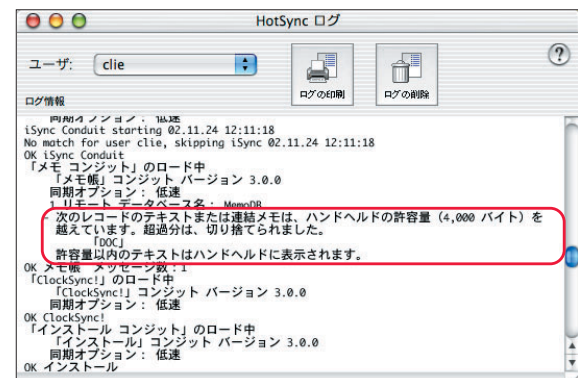 HotSync ログ
ユーザ: clie
ログの印刷
ログの削除
?
ログ情報
同期オプション: 低速
iSync Conduit starting 02.11.24 12:11:18
No match for user clie, skipping iSync 02.11.24 12:11:18
OK iSync Conduit
「メモ コンジット」のロード中
「メモ帳」コンジット バージョン 3.0.0
同期オプション: 低速
1 リモート データベース名: MemoDB
- 次のレコードのテキストまたは連結メモは、ハンドヘルドの許容量 (4,000 バイト) を
越えています。超過分は、切り捨てられました。
「DOC」
許容量以内のテキストはハンドヘルドに表示されます。
OK メモ帳 メッセージ数:1
「ClockSync!」のロード中
「ClockSync!」コンジット バージョン 3.0.0
同期オプション: 低速
OK ClockSync!
「インストール コンジット」のロード中
「インストール」コンジット バージョン 3.0.0
同期オプション: 低速
OK インストール